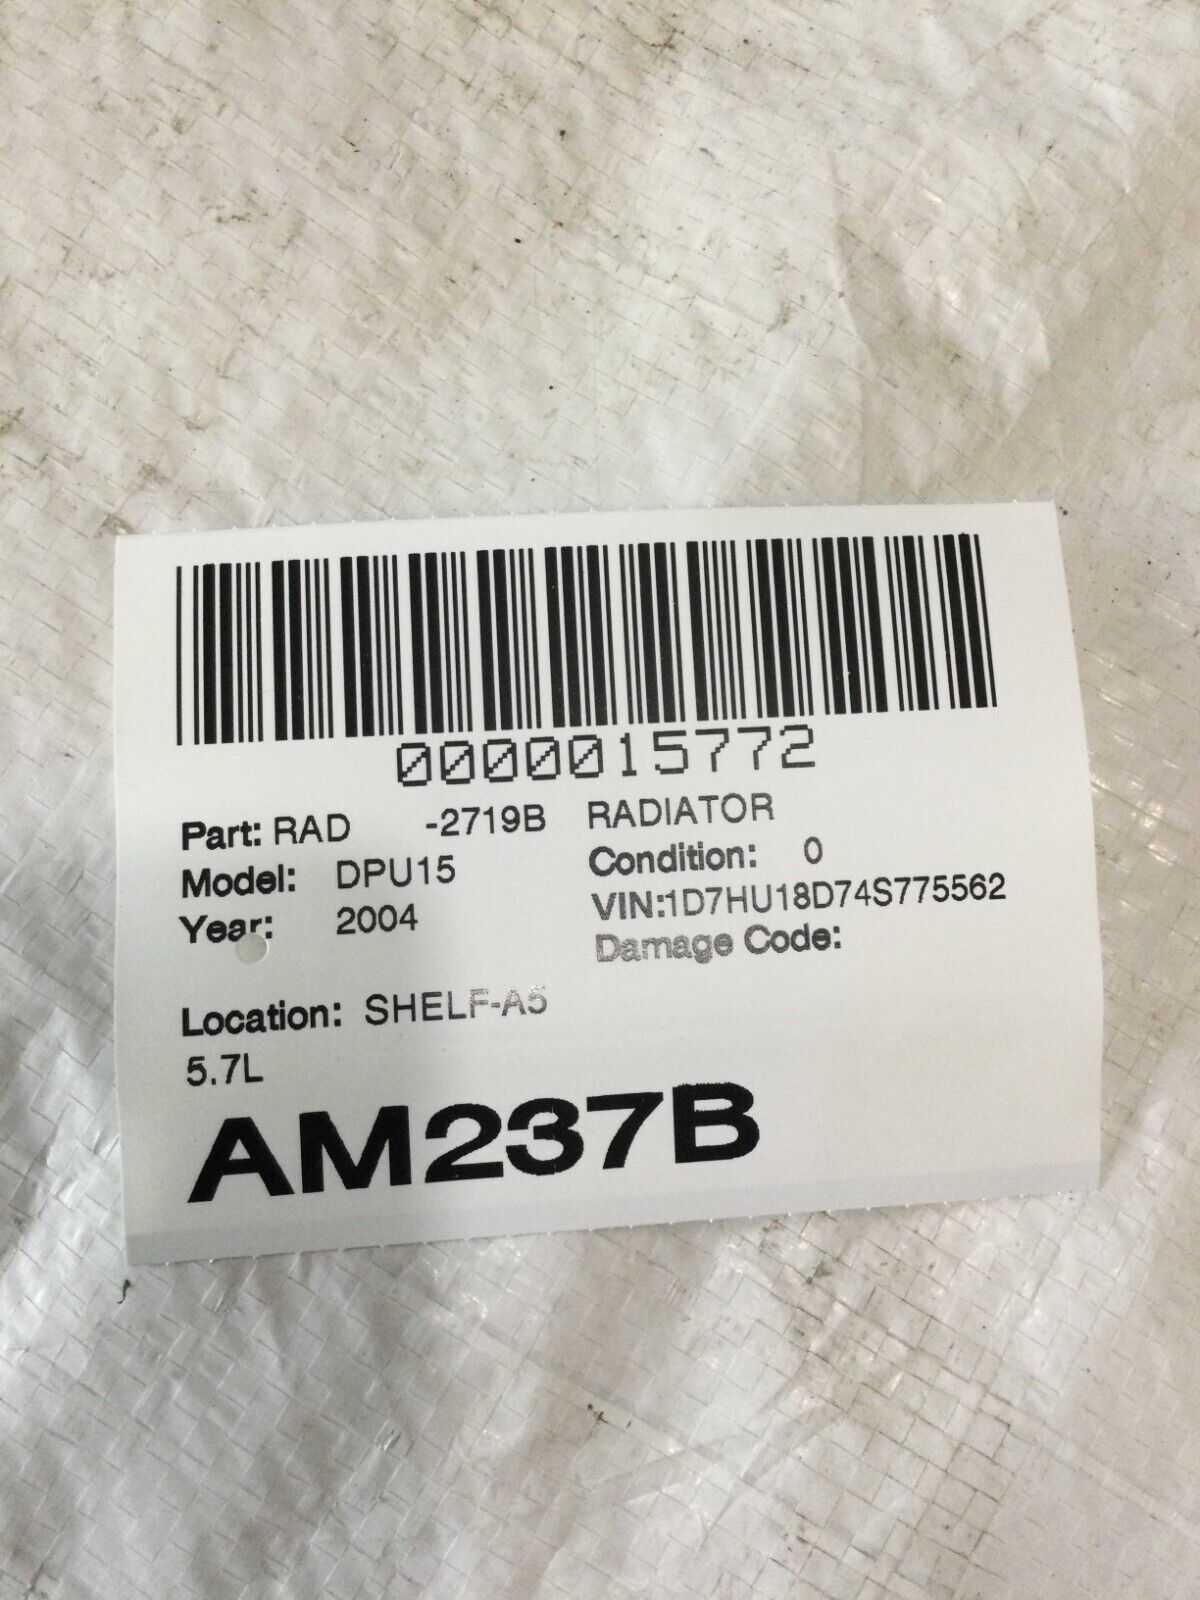 0000015772
Part: RAD -2719B RADIATOR
Model: DPU15 Condition: 0
Year: 2004 VIN:1D7HU18D74S775562
Damage Code:
Location: SHELF-A5
5.7L
AM237B